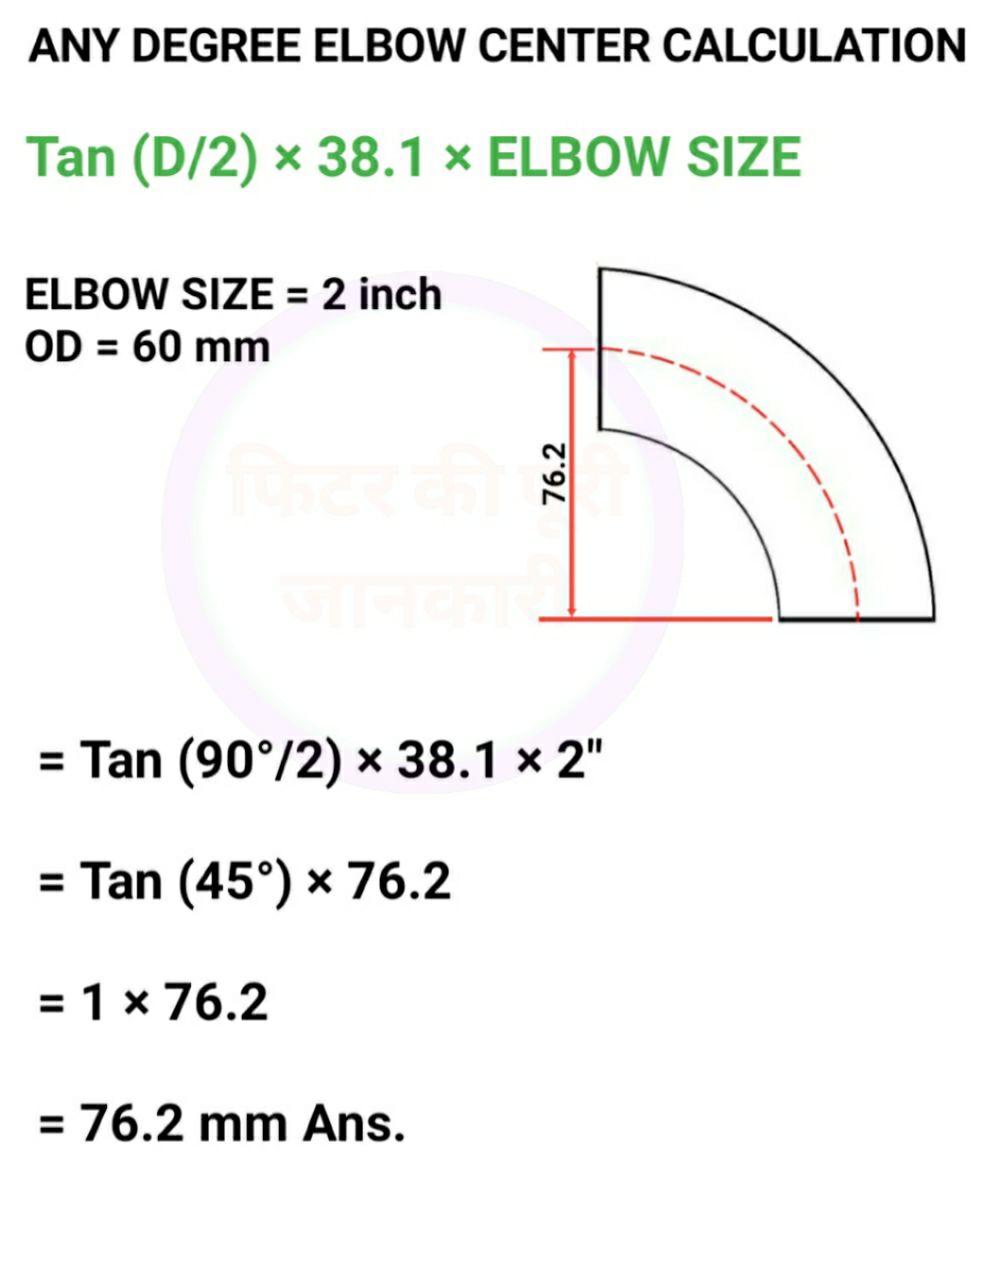 ANY DEGREE ELBOW CENTER CALCULATION
Tan (D/2) × 38.1 × ELBOW SIZE
ELBOW SIZE = 2 inch
OD = 60 mm
76.2
फिटर की पूरी
जानकारी
= Tan (90°/2) × 38.1 × 2"
= Tan (45°) × 76.2
= 1 × 76.2
= 76.2 mm Ans.